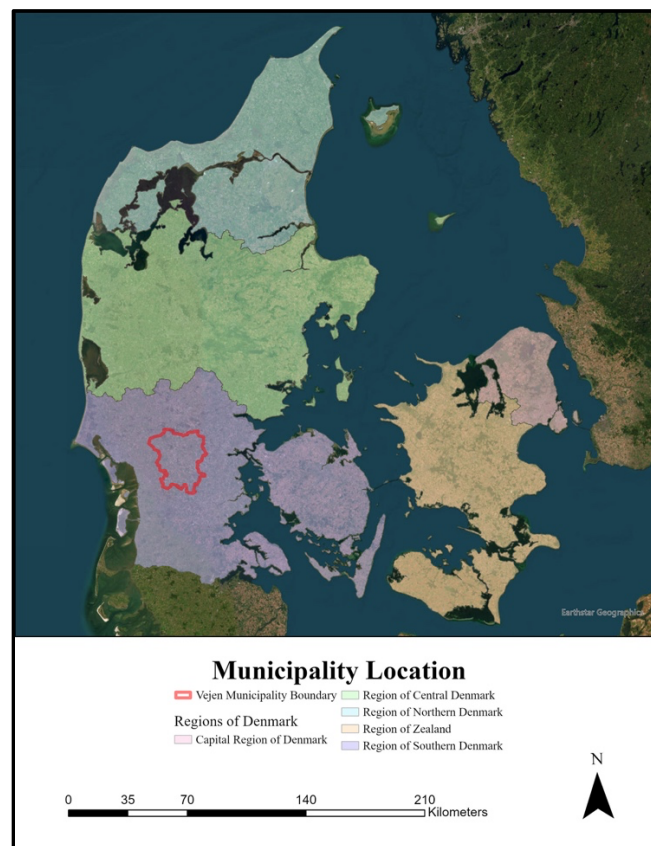 Earthstar Geographics
Municipality Location
Vejen Municipality Boundary
Regions of Denmark
Capital Region of Denmark
Region of Central Denmark
Region of Northern Denmark
Region of Zealand
Region of Southern Denmark
N
0 35 70 140 210
Kilometers